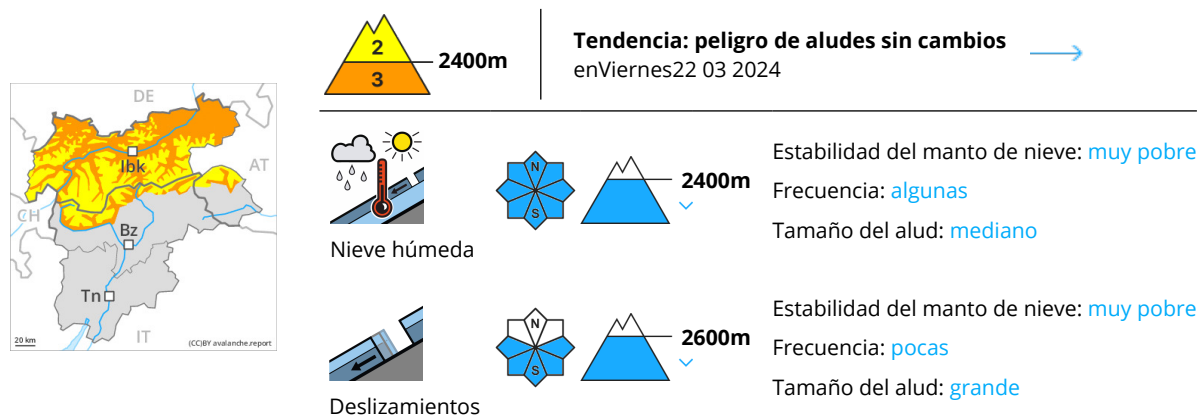 2
3
2400m
Tendencia: peligro de aludes sin cambios
enViernes22 03 2024
DE
AT
CH
IT
Ibk
Bz
Tn
20 km
(CC)BY avalanche.report
N
S
2400m
Nieve húmeda
Estabilidad del manto de nieve: muy pobre
Frecuencia: algunas
Tamaño del alud: mediano
N
S
2600m
Deslizamientos
Estabilidad del manto de nieve: muy pobre
Frecuencia: pocas
Tamaño del alud: grande